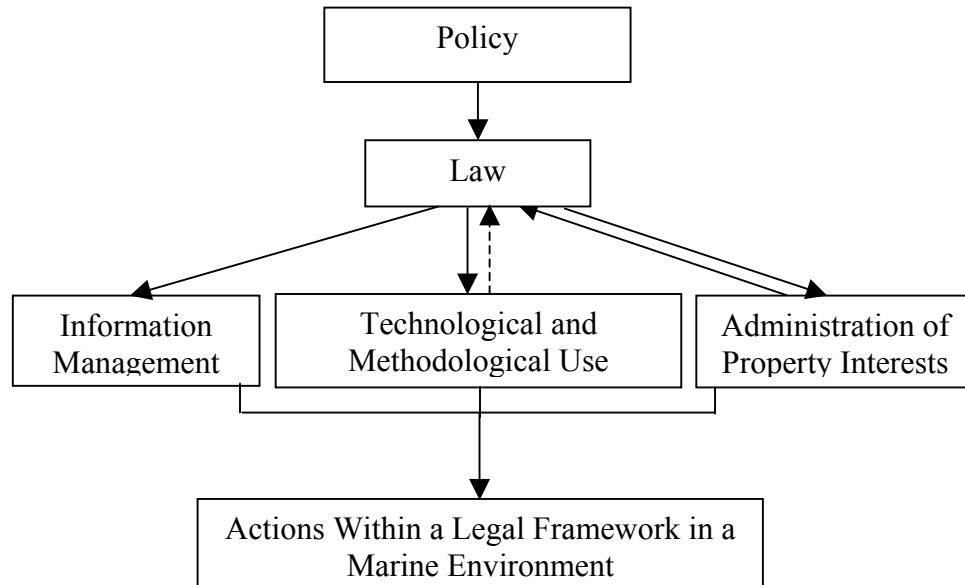 Policy
Law
Information
Management
Technological and
Methodological Use
Administration of
Property Interests
Actions Within a Legal Framework in a
Marine Environment